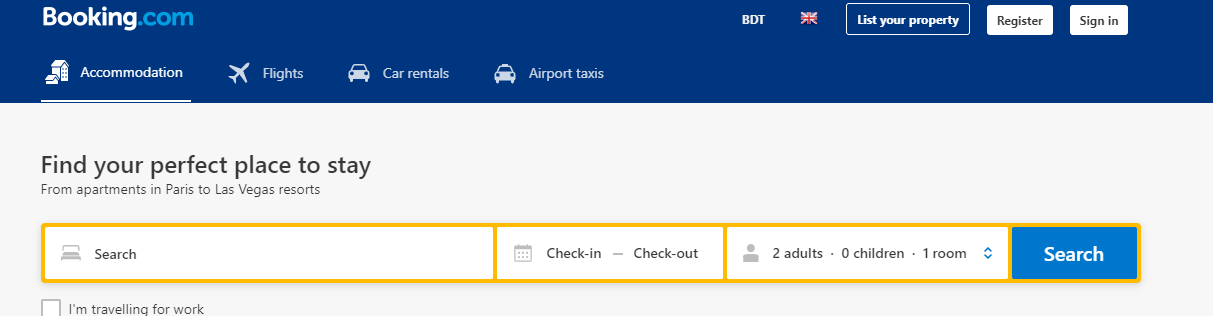 Booking.com
BDT
List your property
Register
Sign in
Accommodation
Flights
Car rentals
Airport taxis
Find your perfect place to stay
From apartments in Paris to Las Vegas resorts
Search
Check-in — Check-out
2 adults · 0 children · 1 room
Search
I'm travelling for work